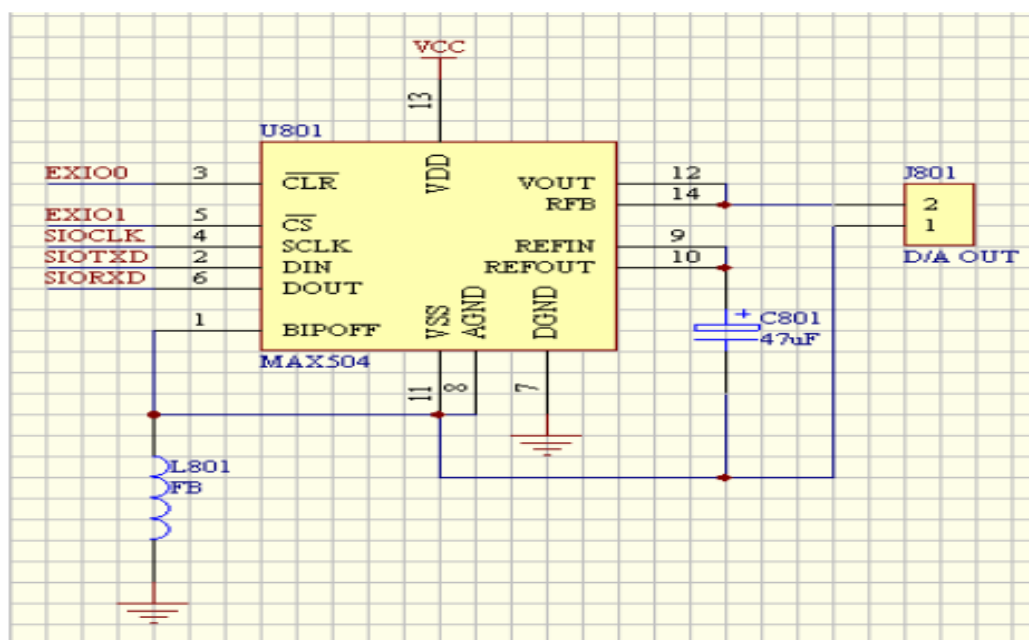 VCC
13
U801
EXIO0 3 CLR VDD VOUT 12 J801
RFB 14 2
EXIO1 5 CS 1
SIOCLK 4 SCLK REFIN 9 D/A OUT
SIOTXD 2 DIN REFOUT 10
SIORXD 6 DOUT
1 BIPOFF VSS AGND DGND C801
+
47uF
MAX504
11 8 7
L801
FB